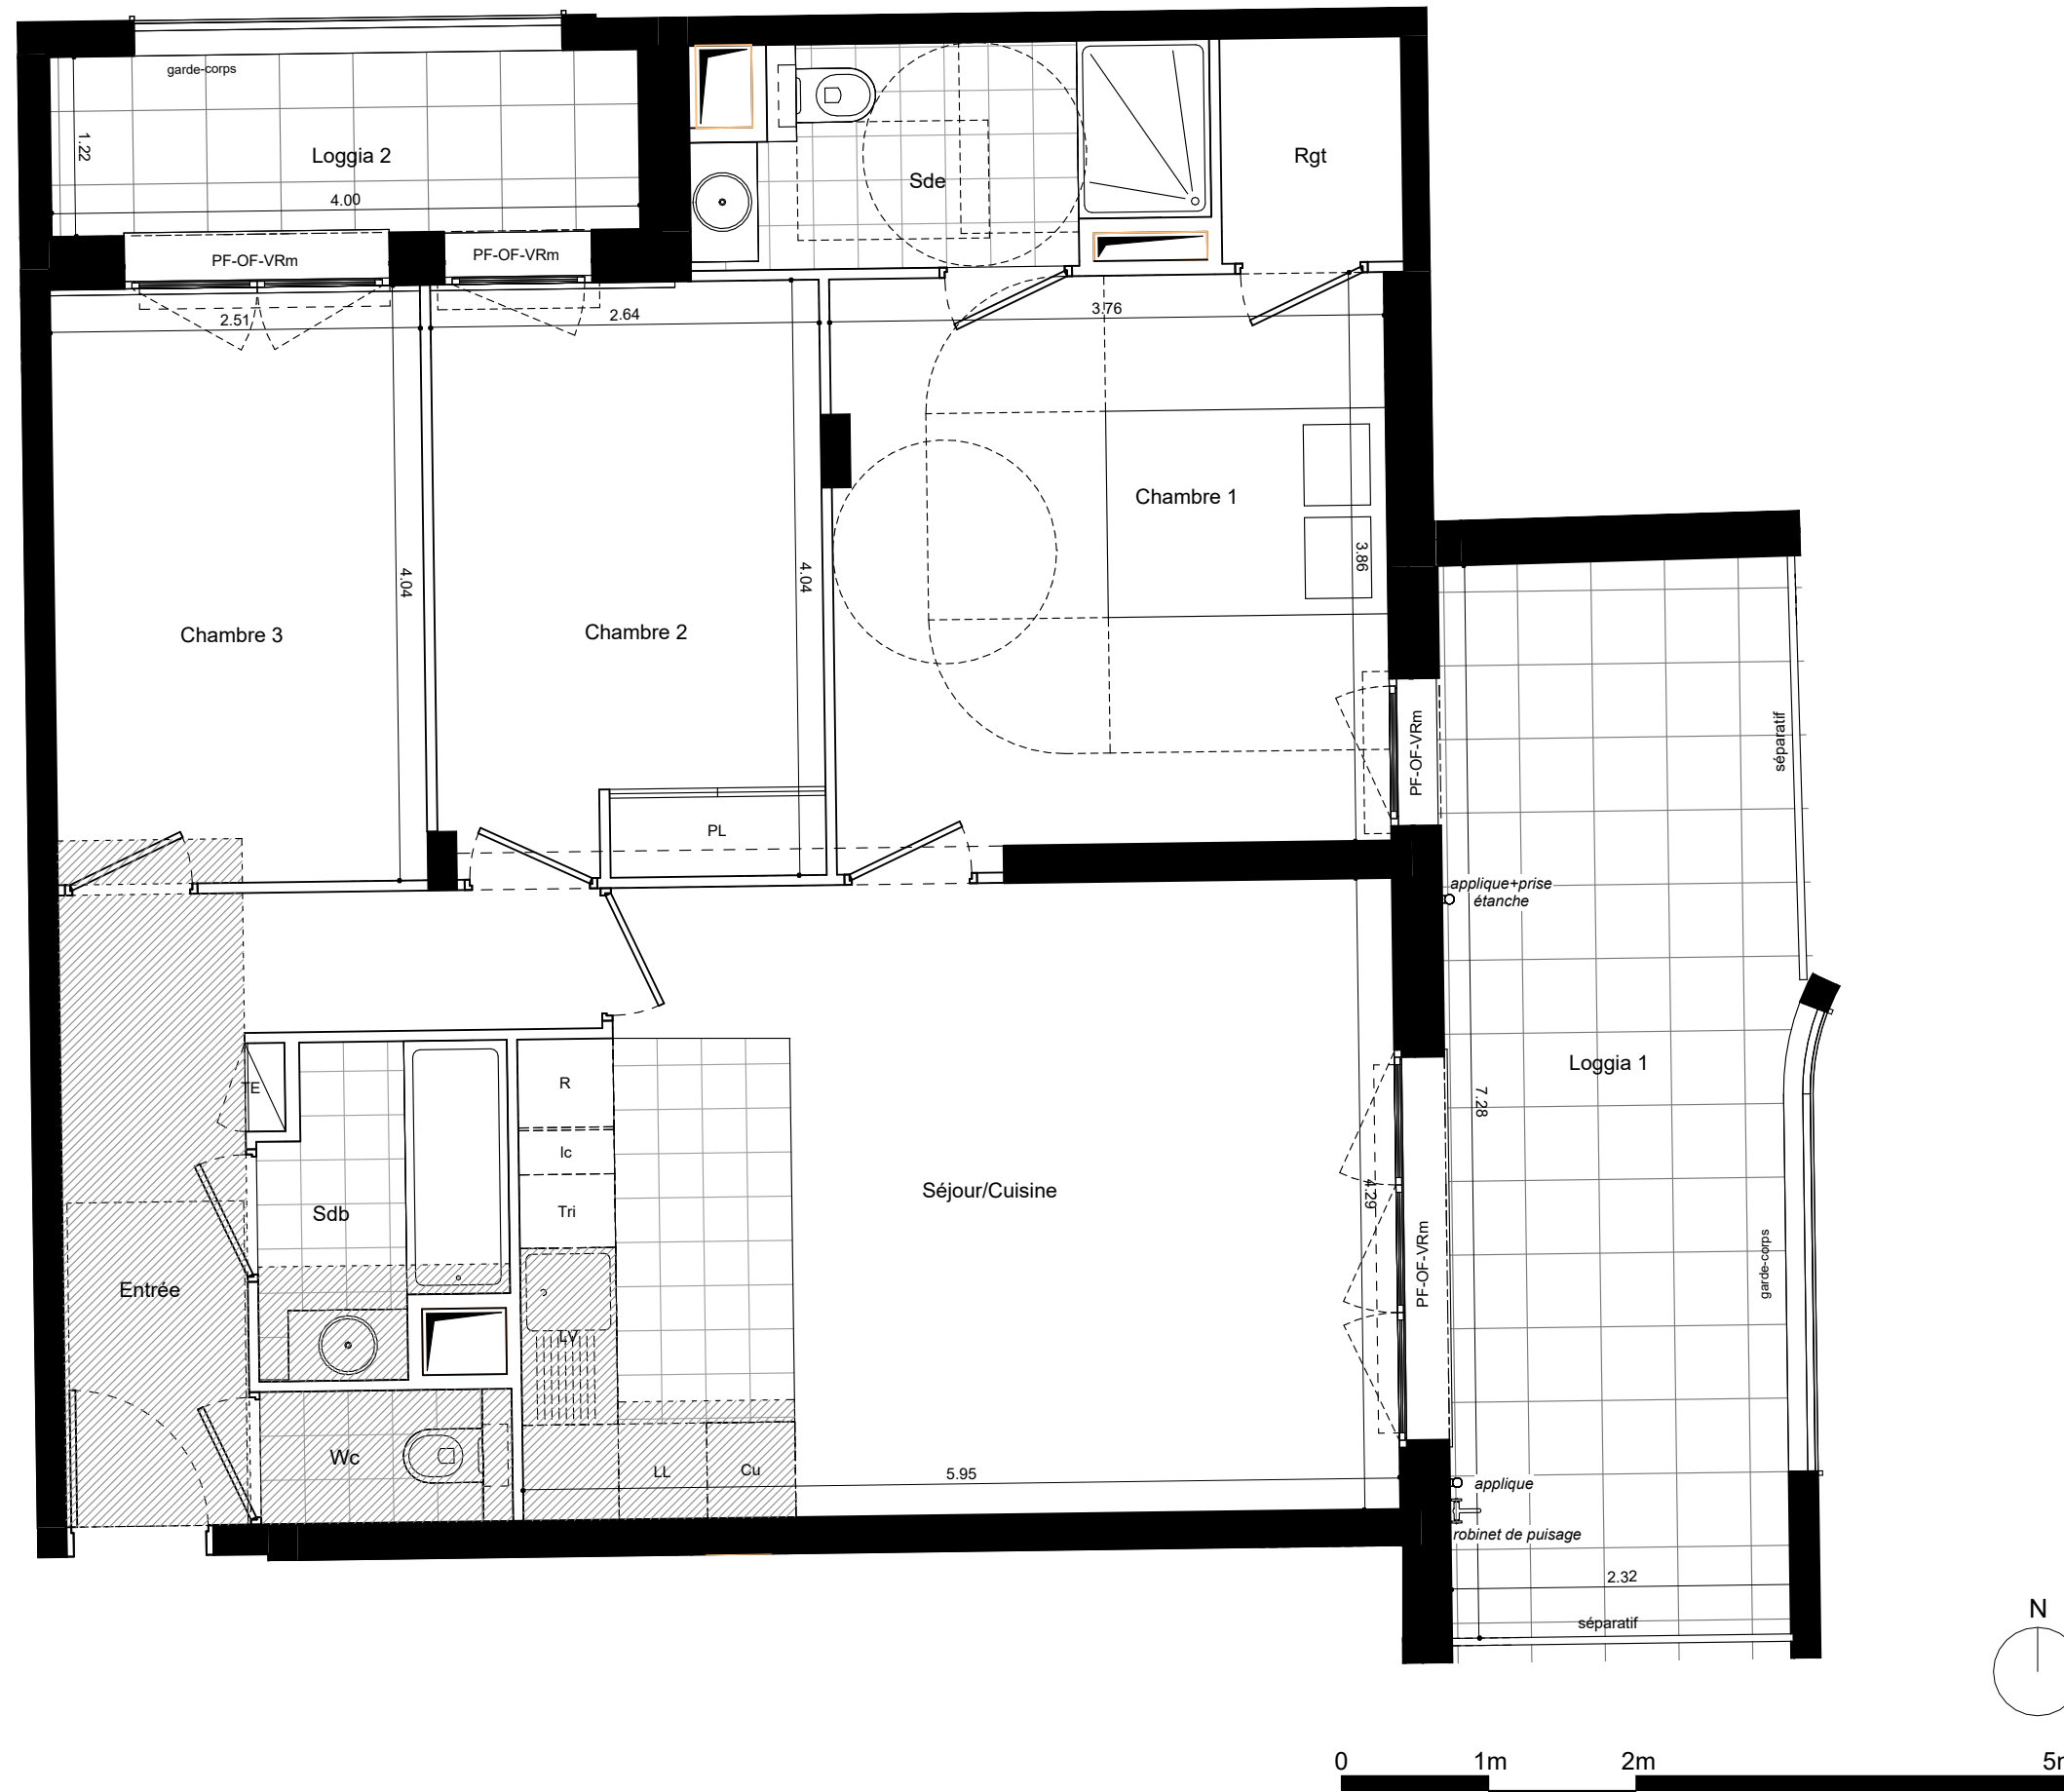 garde-corps
1.22
Loggia 2
4.00
PF-OF-VRm
PF-OF-VRm
Sde
Rgt
2.51
2.64
3.76
4.04
4.04
3.86
Chambre 1
Chambre 3
Chambre 2
PL
PF-OF-VRm
séparatif
applique+prise
étanche
Loggia 1
7.28
TE
R
Ic
Tri
Sdb
Séjour/Cuisine
4.29
PF-OF-VRm
garde-corps
Entrée
LV
Wc
LL
Cu
5.95
applique
robinet de puisage
2.32
séparatif
N
0
1m
2m